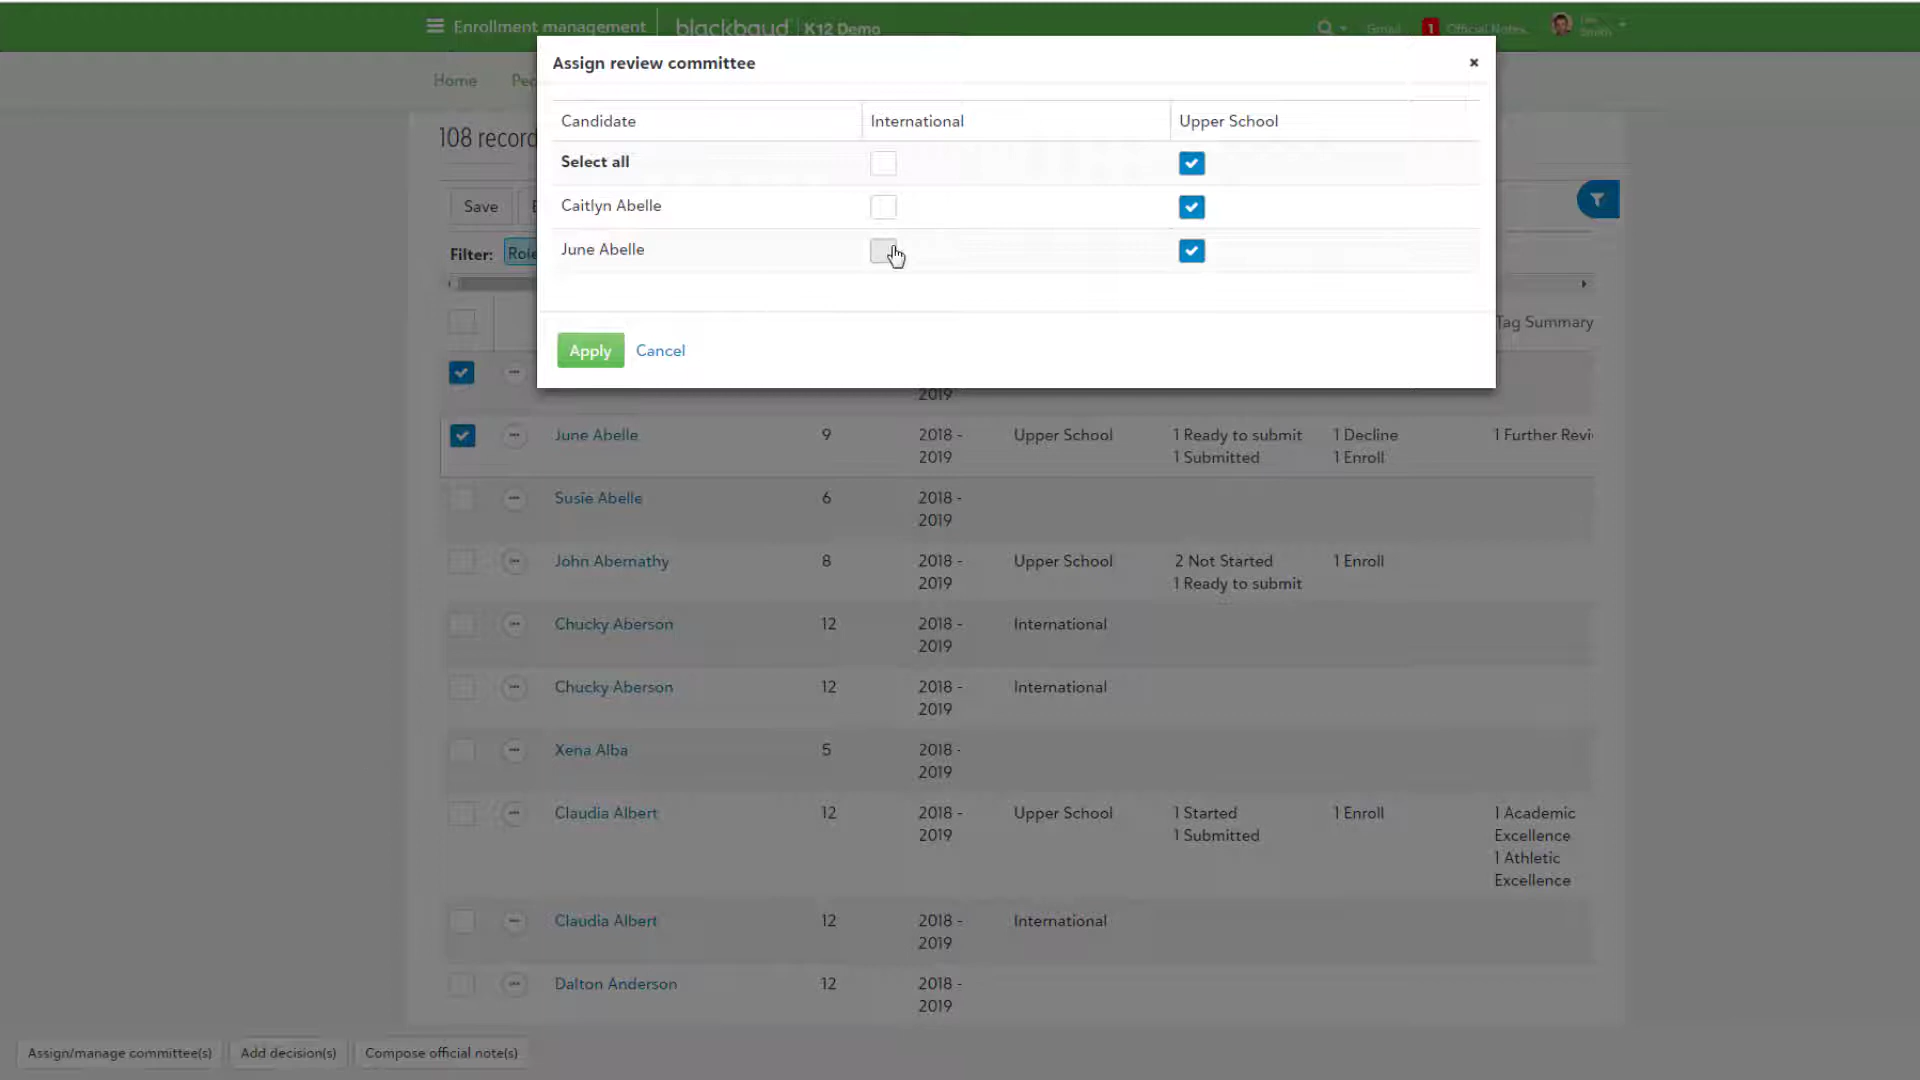 Enrollment management blackbaud K12 Demo
Gmail 1 Official Notes
Smith
Home
Assign review committee ×
Candidate International Upper School
Select all
Caitlyn Abelle
June Abelle
Apply Cancel
108 record
Save
Filter: Role
Tag Summary
2019
June Abelle 9 2018 - Upper School 1 Ready to submit 1 Decline 1 Further Revi
2019 1 Submitted 1 Enroll
Susie Abelle 6 2018 -
2019
John Abernathy 8 2018 - Upper School 2 Not Started 1 Enroll
2019 1 Ready to submit
Chucky Aberson 12 2018 - International
2019
Chucky Aberson 12 2018 - International
2019
Xena Alba 5 2018 -
2019
Claudia Albert 12 2018 - Upper School 1 Started 1 Enroll 1 Academic
2019 1 Submitted Excellence
1 Athletic
Excellence
Claudia Albert 12 2018 - International
2019
Dalton Anderson 12 2018 -
2019
Assign/manage committee(s) Add decision(s) Compose official note(s)